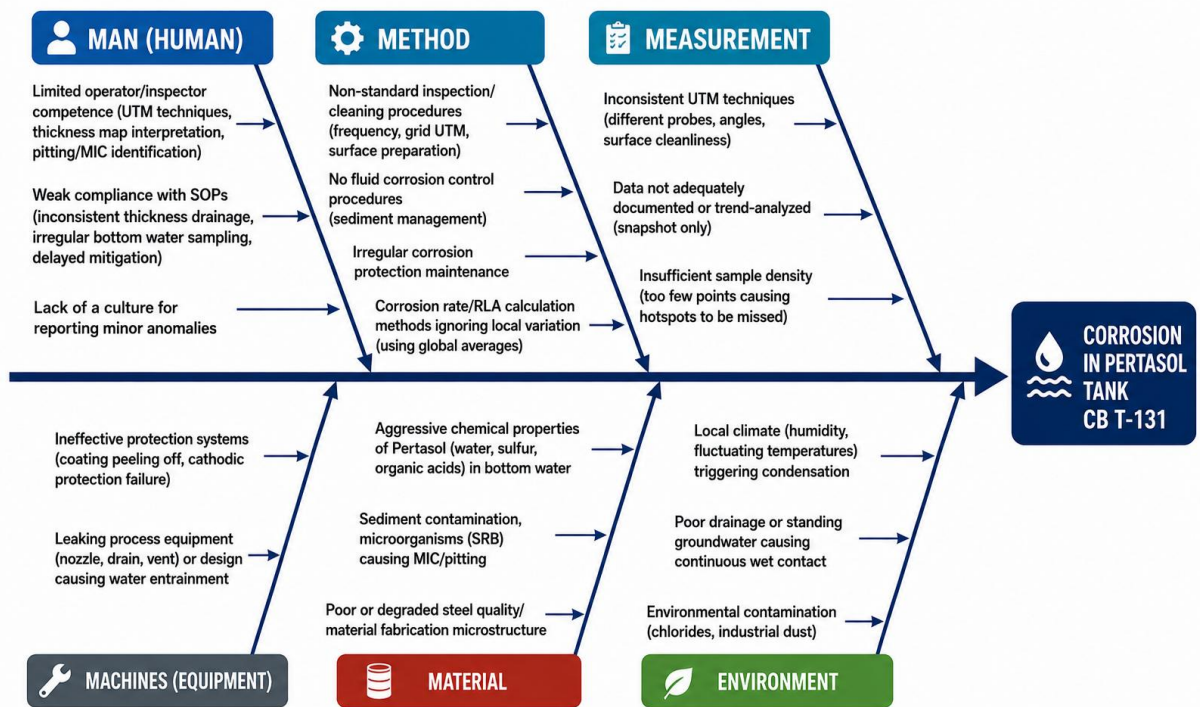 MAN (HUMAN)
Limited operator/inspector
competence (UTM techniques,
thickness map interpretation,
pitting/MIC identification)
Weak compliance with SOPs
(inconsistent thickness drainage,
irregular bottom water sampling,
delayed mitigation)
Lack of a culture for
reporting minor anomalies
METHOD
Non-standard inspection/
cleaning procedures
(frequency, grid UTM,
surface preparation)
No fluid corrosion control
procedures
(sediment management)
Irregular corrosion
protection maintenance
Corrosion rate/RLA calculation
methods ignoring local variation
(using global averages)
MEASUREMENT
Inconsistent UTM techniques
(different probes, angles,
surface cleanliness)
Data not adequately
documented or trend-analyzed
(snapshot only)
Insufficient sample density
(too few points causing
hotspots to be missed)
CORROSION
IN PERTASOL
TANK
CB T-131
Ineffective protection systems
(coating peeling off, cathodic
protection failure)
Leaking process equipment
(nozzle, drain, vent) or design
causing water entrainment
MACHINES (EQUIPMENT)
Aggressive chemical properties
of Pertasol (water, sulfur,
organic acids) in bottom water
Sediment contamination,
microorganisms (SRB)
causing MIC/pitting
Poor or degraded steel quality/
material fabrication microstructure
MATERIAL
Local climate (humidity,
fluctuating temperatures)
triggering condensation
Poor drainage or standing
groundwater causing
continuous wet contact
Environmental contamination
(chlorides, industrial dust)
ENVIRONMENT